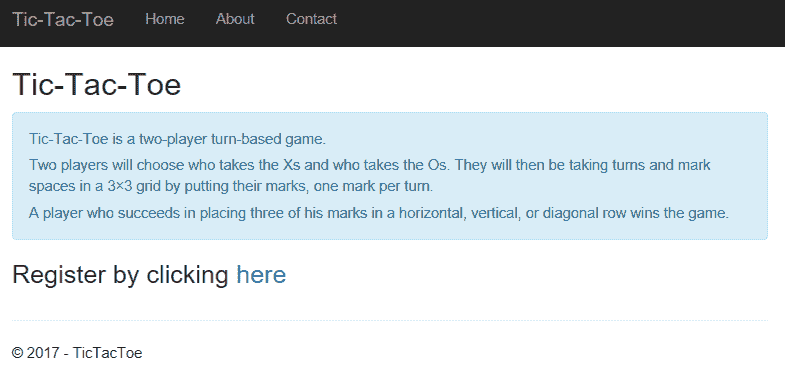 Tic-Tac-Toe Home About Contact
Tic-Tac-Toe
Tic-Tac-Toe is a two-player turn-based game.
Two players will choose who takes the Xs and who takes the Os. They will then be taking turns and mark
spaces in a 3×3 grid by putting their marks, one mark per turn.
A player who succeeds in placing three of his marks in a horizontal, vertical, or diagonal row wins the game.
Register by clicking here
© 2017 - TicTacToe